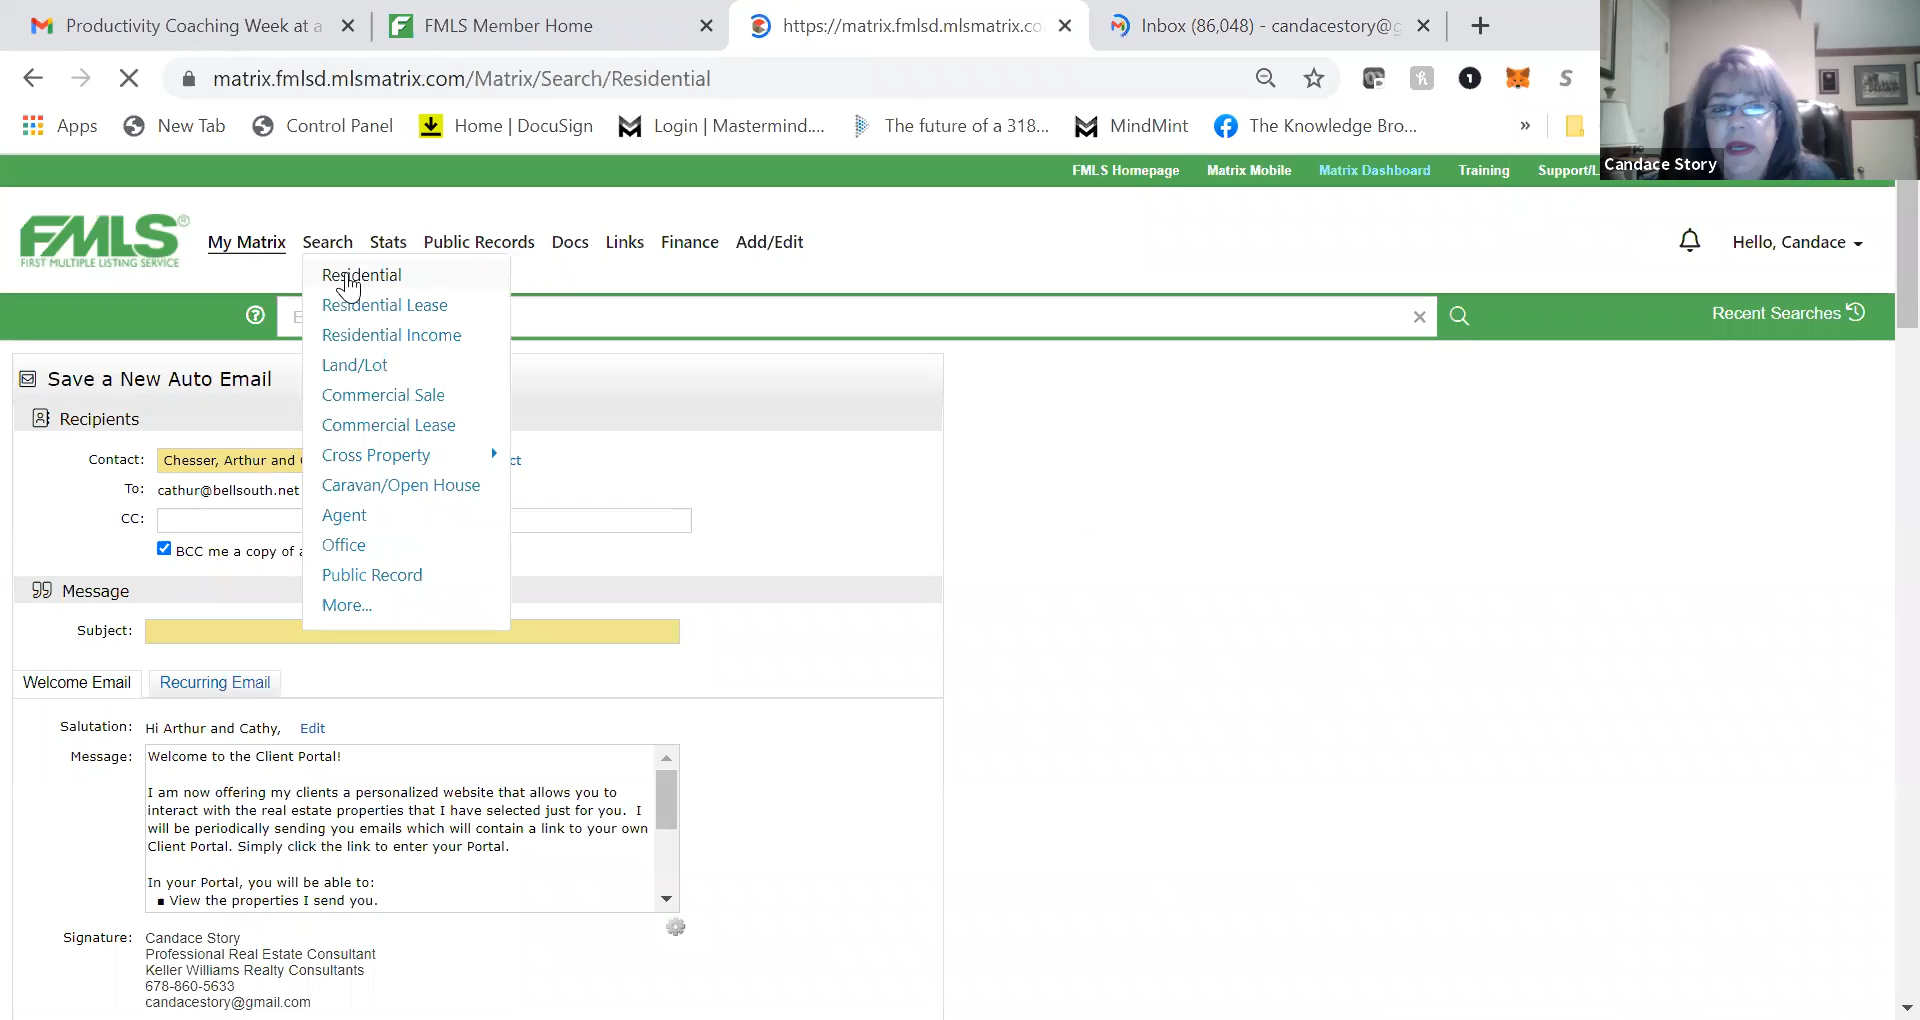 Productivity Coaching Week at a
FMLS Member Home
https://matrix.fmlsd.mlsmatrix.co
Inbox (86,048) - candacestory@g
matrix.fmlsd.mlsmatrix.com/Matrix/Search/Residential
Apps
New Tab
Control Panel
Home | DocuSign
Login | Mastermind....
The future of a 318...
MindMint
The Knowledge Bro...
»
Candace Story
FMLS Homepage
Matrix Mobile
Matrix Dashboard
Training
Support/L
FMLS®
FIRST MULTIPLE LISTING SERVICE
My Matrix
Search
Stats
Public Records
Docs
Links
Finance
Add/Edit
Hello, Candace
Residential
Residential Lease
Residential Income
Land/Lot
Commercial Sale
Commercial Lease
Cross Property
Caravan/Open House
Agent
Office
Public Record
More...
E
Recent Searches
Save a New Auto Email
Recipients
Contact: Chesser, Arthur and
ct
To: cathur@bellsouth.net
CC:
BCC me a copy of a
Message
Subject:
Welcome Email
Recurring Email
Salutation: Hi Arthur and Cathy, Edit
Message: Welcome to the Client Portal!
I am now offering my clients a personalized website that allows you to
interact with the real estate properties that I have selected just for you. I
will be periodically sending you emails which will contain a link to your own
Client Portal. Simply click the link to enter your Portal.
In your Portal, you will be able to:
▪ View the properties I send you.
Signature: Candace Story
Professional Real Estate Consultant
Keller Williams Realty Consultants
678-860-5633
candacestory@gmail.com